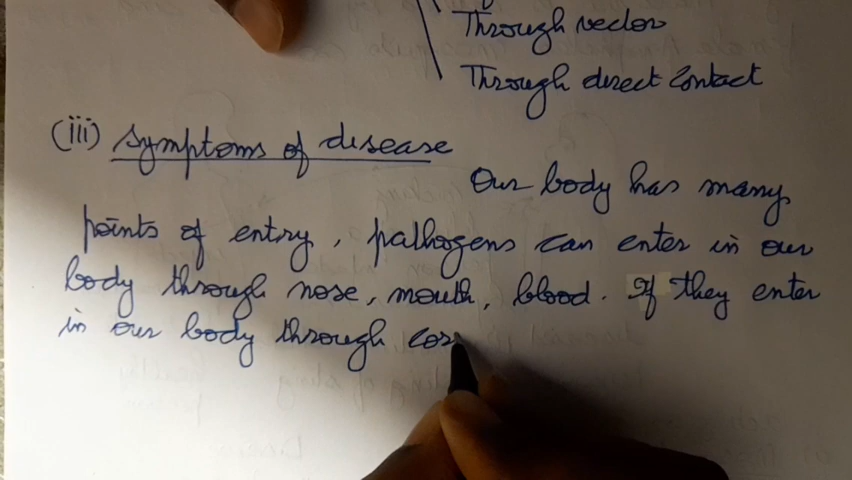 Through vector
Through direct contact
(iii) Symptoms of disease
Our body has many
points of entry, pathogens can enter in our
body through nose, mouth, blood. If they enter
in our body through